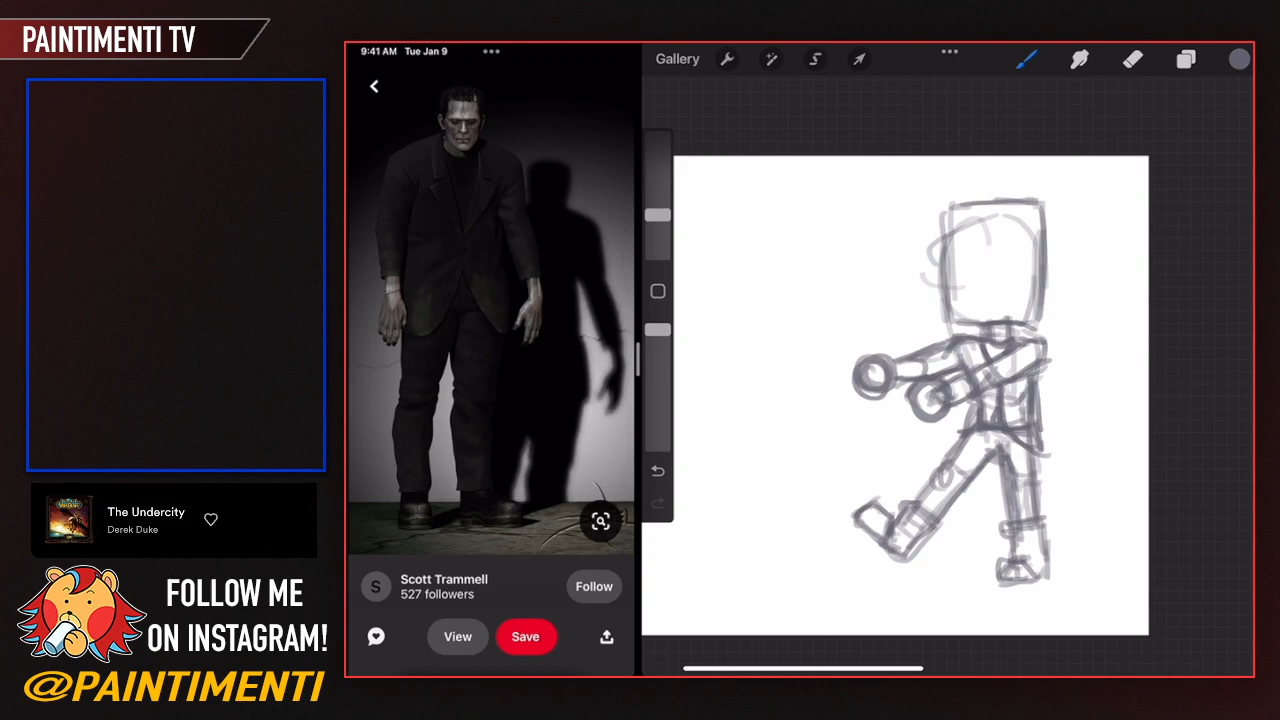 PAINTIMENTI TV
9:41 AM Tue Jan 9
Gallery
The Undercity
Derek Duke
S
Scott Trammell
527 followers
Follow
View
Save
FOLLOW ME
ON INSTAGRAM!
@PAINTIMENTI